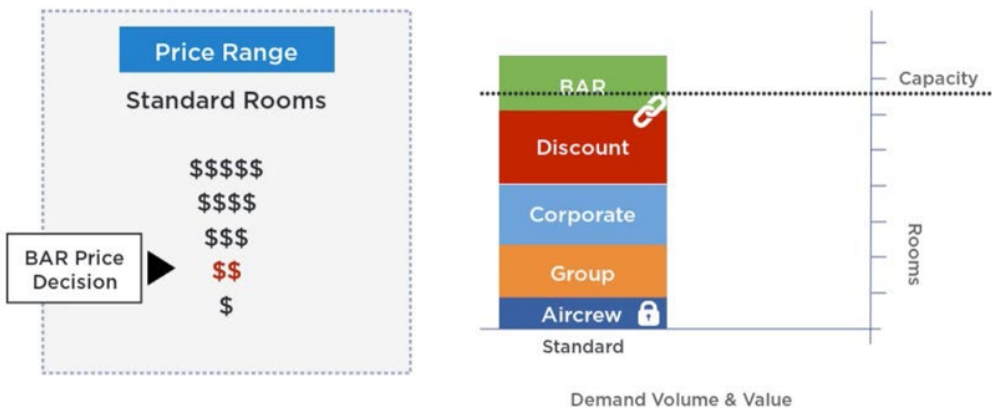 Price Range
Standard Rooms
$$$$$
$$$$
$$$
$$
$
BAR Price
Decision
BAR
Discount
Corporate
Group
Aircrew
Standard
Capacity
Rooms
Demand Volume & Value